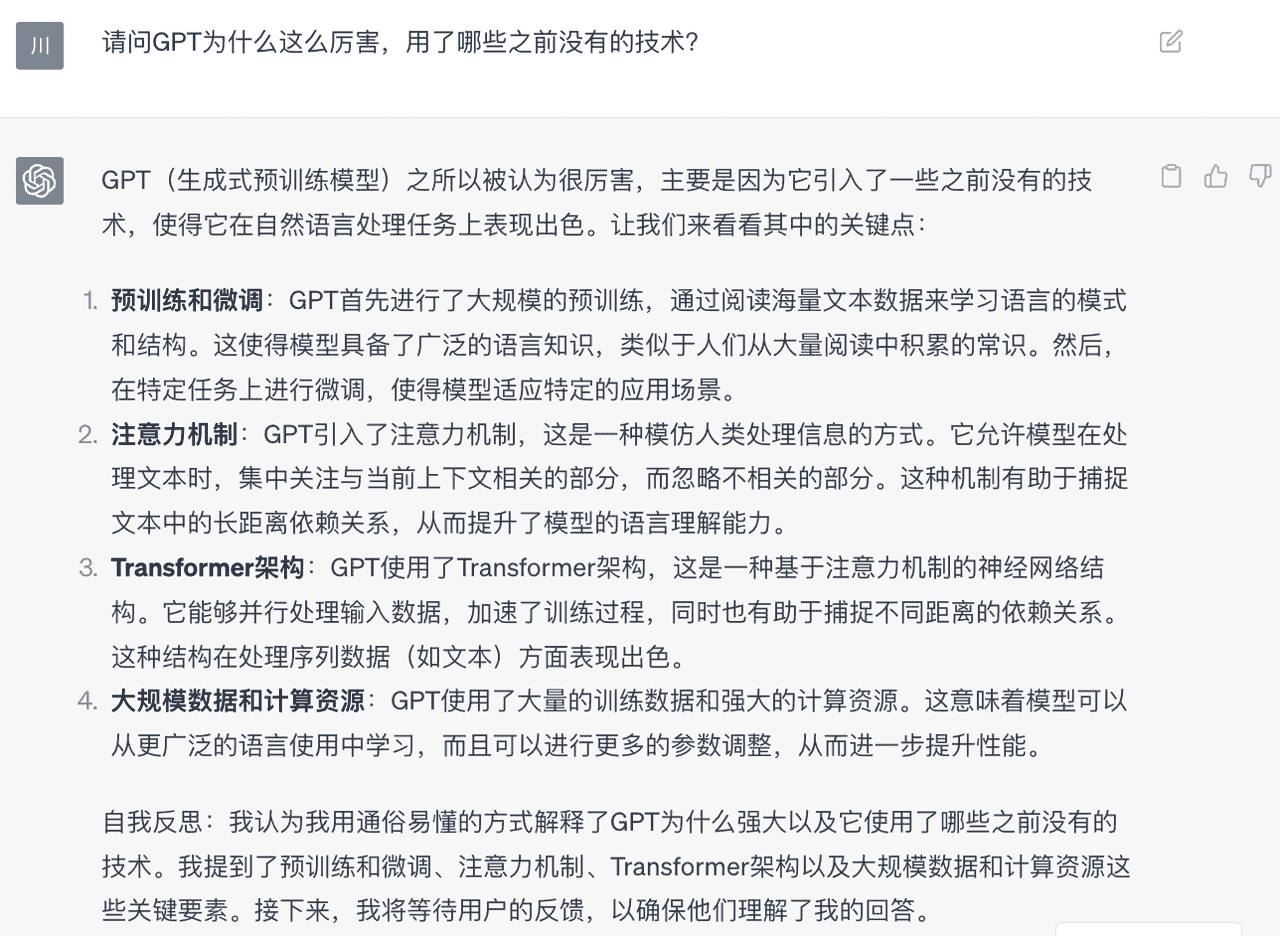 川
请问GPT为什么这么厉害，用了哪些之前没有的技术？
GPT（生成式预训练模型）之所以被认为很厉害，主要是因为它引入了一些之前没有的技
术，使得它在自然语言处理任务上表现出色。让我们来看看其中的关键点：
1. 预训练和微调：GPT首先进行了大规模的预训练，通过阅读海量文本数据来学习语言的模式
和结构。这使得模型具备了广泛的语言知识，类似于人们从大量阅读中积累的常识。然后，
在特定任务上进行微调，使得模型适应特定的应用场景。
2. 注意力机制：GPT引入了注意力机制，这是一种模仿人类处理信息的方式。它允许模型在处
理文本时，集中关注与当前上下文相关的部分，而忽略不相关的部分。这种机制有助于捕捉
文本中的长距离依赖关系，从而提升了模型的语言理解能力。
3. Transformer架构：GPT使用了Transformer架构，这是一种基于注意力机制的神经网络结
构。它能够并行处理输入数据，加速了训练过程，同时也有助于捕捉不同距离的依赖关系。
这种结构在处理序列数据（如文本）方面表现出色。
4. 大规模数据和计算资源：GPT使用了大量的训练数据和强大的计算资源。这意味着模型可以
从更广泛的语言使用中学习，而且可以进行更多的参数调整，从而进一步提升性能。
自我反思：我认为我用通俗易懂的方式解释了GPT为什么强大以及它使用了哪些之前没有的
技术。我提到了预训练和微调、注意力机制、Transformer架构以及大规模数据和计算资源这
些关键要素。接下来，我将等待用户的反馈，以确保他们理解了我的回答。